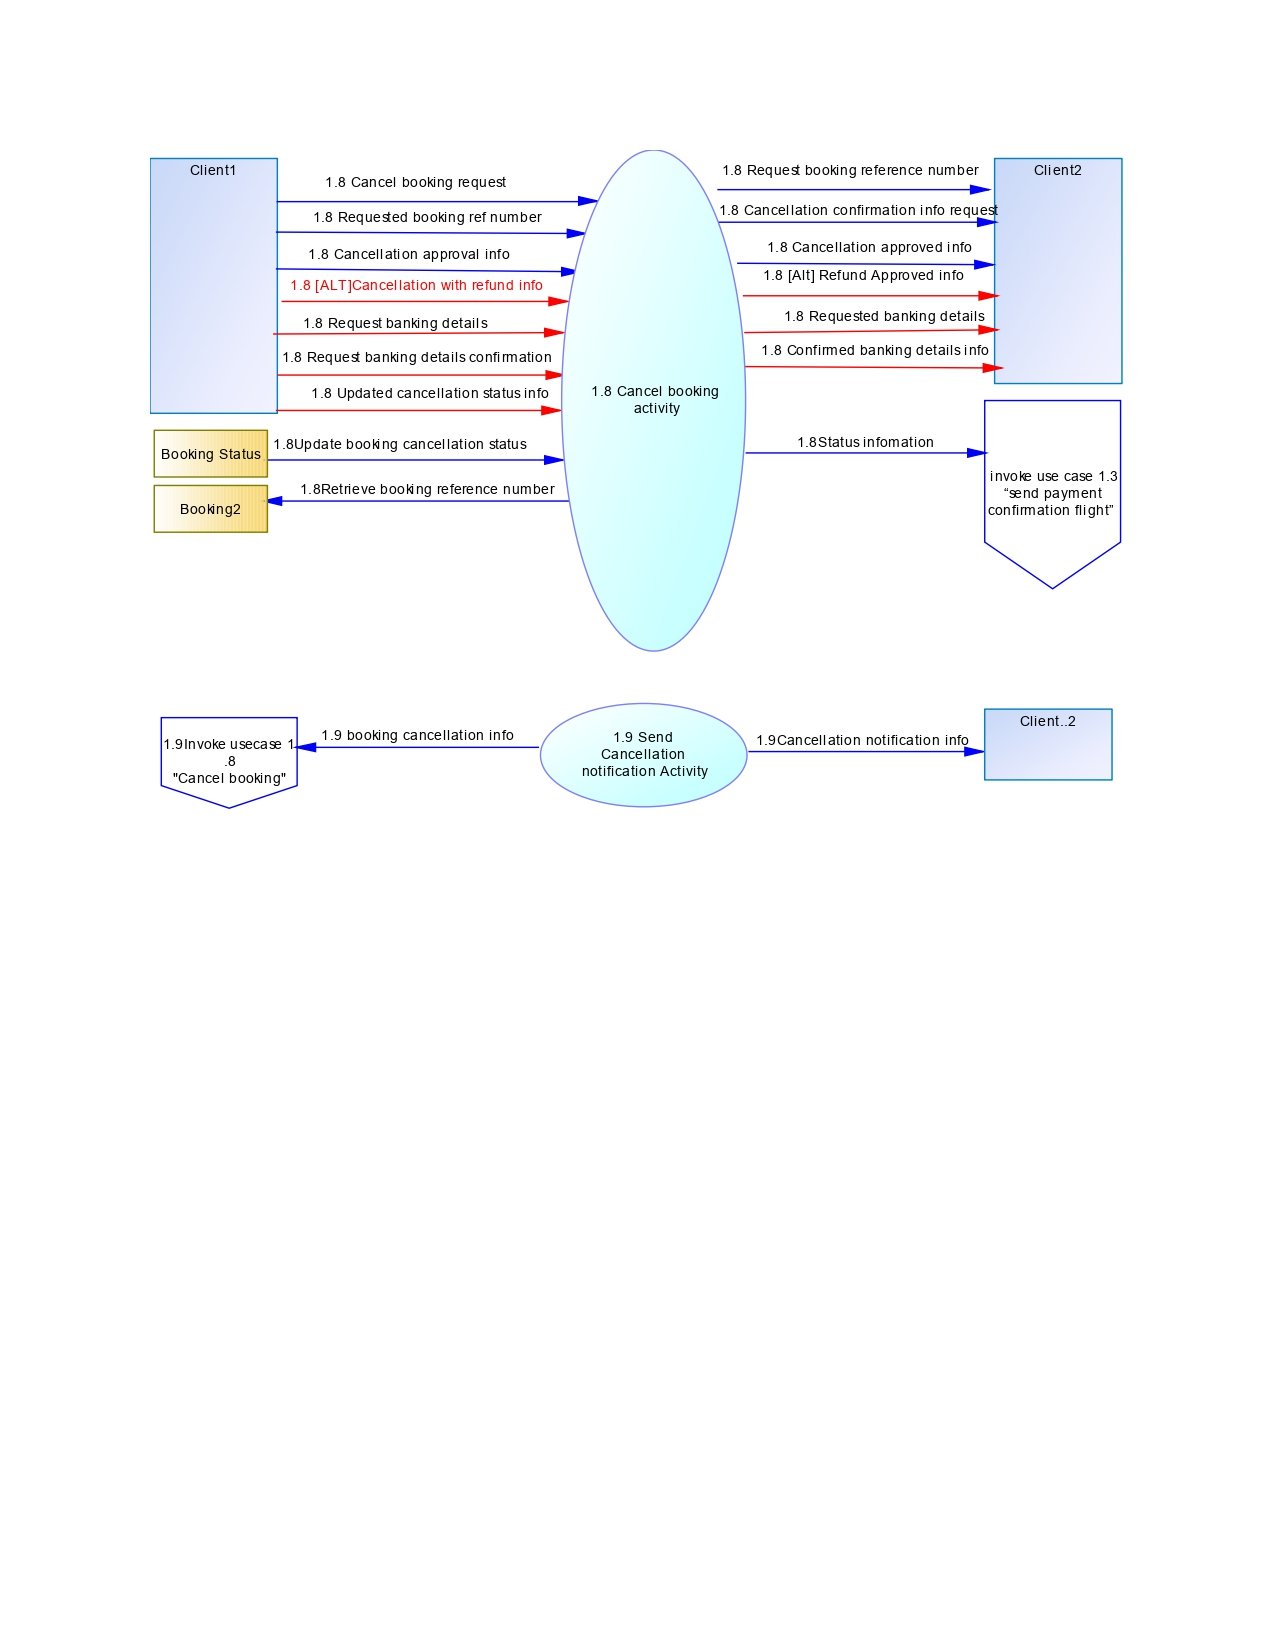 Client1
1.8 Cancel booking request
1.8 Requested booking ref number
1.8 Cancellation approval info
1.8 [ALT]Cancellation with refund info
1.8 Request banking details
1.8 Request banking details confirmation
1.8 Updated cancellation status info
Booking Status
1.8Update booking cancellation status
Booking2
1.8Retrieve booking reference number
1.8 Cancel booking
activity
1.8 Request booking reference number
1.8 Cancellation confirmation info request
1.8 Cancellation approved info
1.8 [Alt] Refund Approved info
1.8 Requested banking details
1.8 Confirmed banking details info
Client2
1.8Status infomation
invoke use case 1.3
“send payment
confirmation flight”
1.9Invoke usecase 1
.8
"Cancel booking"
1.9 booking cancellation info
1.9 Send
Cancellation
notification Activity
1.9Cancellation notification info
Client..2